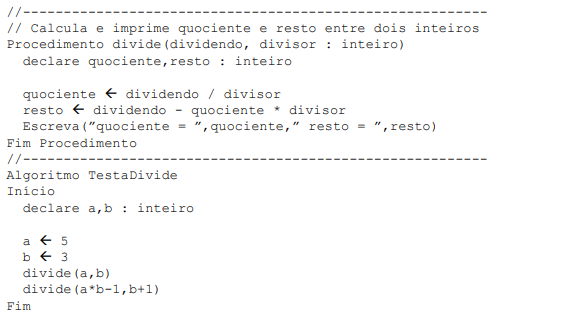 //----------------------------------------------------------
// Calcula e imprime quociente e resto entre dois inteiros
Procedimento divide(dividendo, divisor : inteiro)
  declare quociente,resto : inteiro

  quociente ← dividendo / divisor
  resto ← dividendo - quociente * divisor
  Escreva(”quociente = ”,quociente,” resto = ”,resto)
Fim Procedimento
//----------------------------------------------------------
Algoritmo TestaDivide
Início
  declare a,b : inteiro

  a ← 5
  b ← 3
  divide(a,b)
  divide(a*b-1,b+1)
Fim